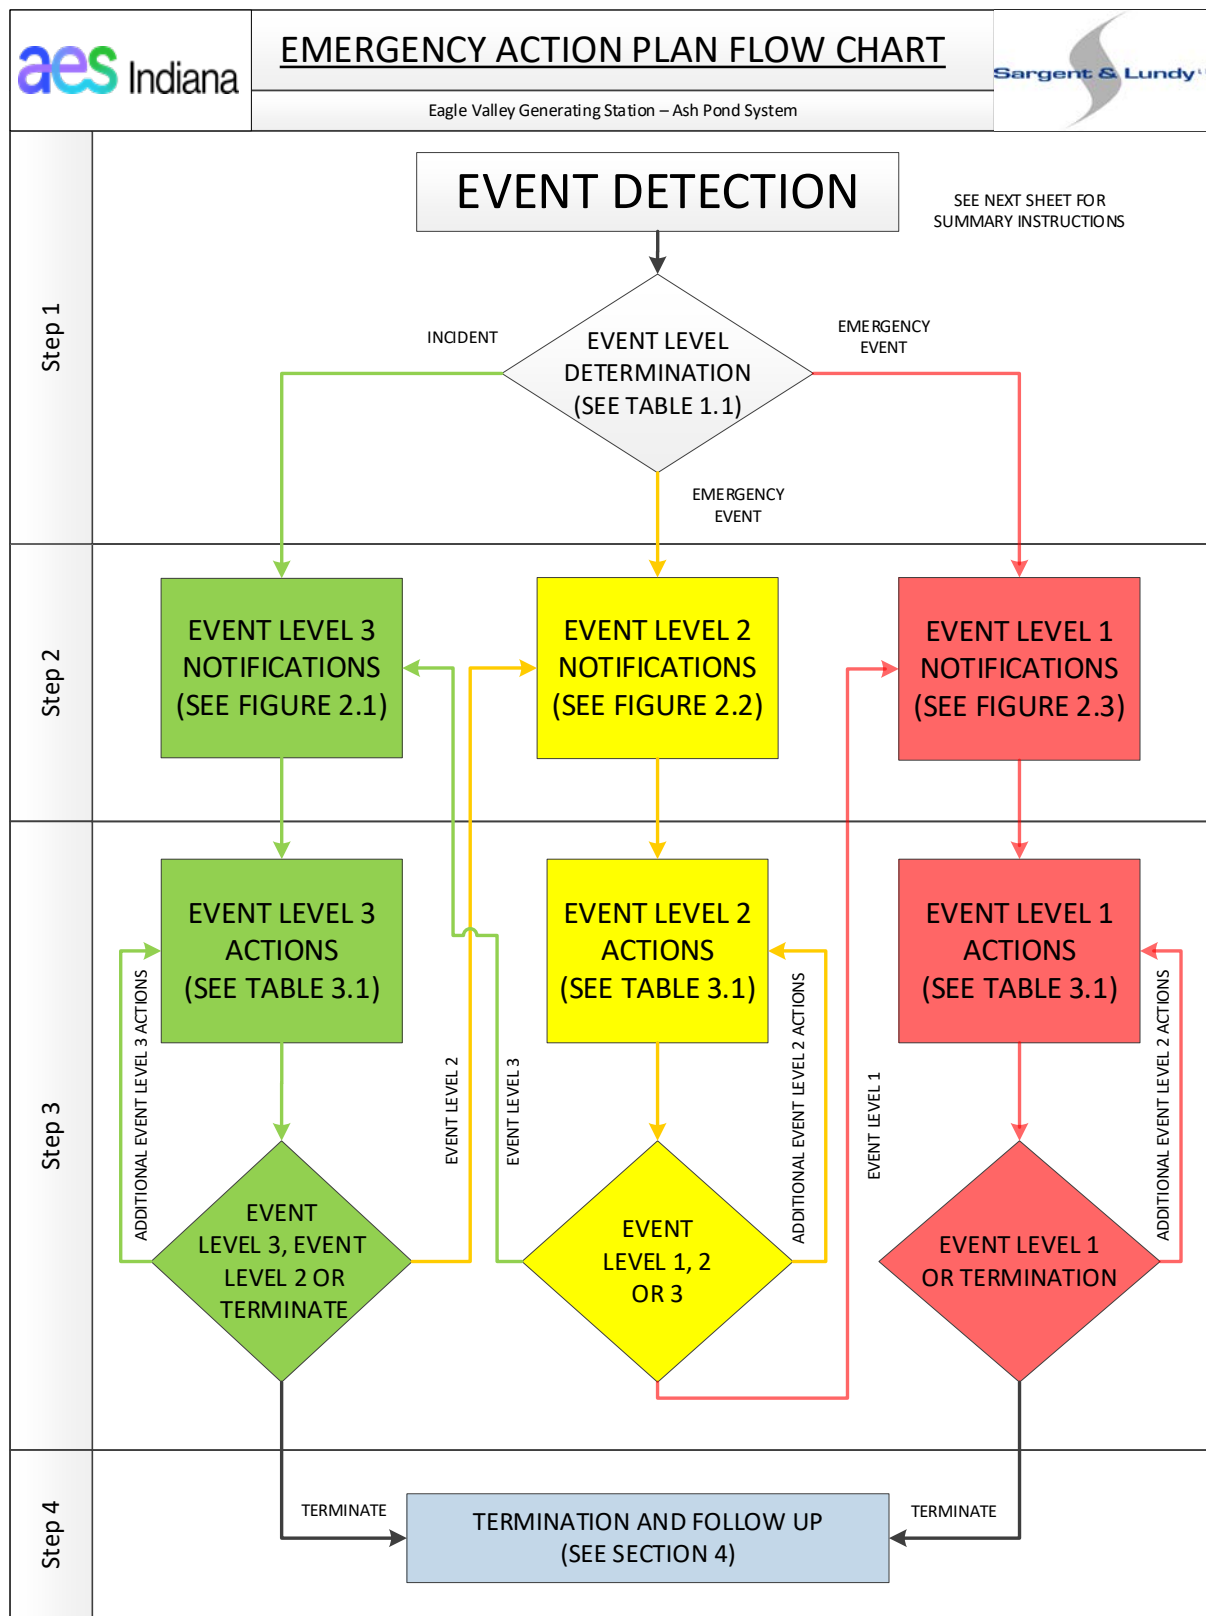 aes Indiana
EMERGENCY ACTION PLAN FLOW CHART
Eagle Valley Generating Station – Ash Pond System
Sargent & Lundy
EVENT DETECTION
SEE NEXT SHEET FOR
SUMMARY INSTRUCTIONS
Step 1
INCIDENT
EVENT LEVEL
DETERMINATION
(SEE TABLE 1.1)
EMERGENCY
EVENT
EMERGENCY
EVENT
Step 2
EVENT LEVEL 3
NOTIFICATIONS
(SEE FIGURE 2.1)
EVENT LEVEL 2
NOTIFICATIONS
(SEE FIGURE 2.2)
EVENT LEVEL 1
NOTIFICATIONS
(SEE FIGURE 2.3)
Step 3
EVENT LEVEL 3
ACTIONS
(SEE TABLE 3.1)
EVENT LEVEL 2
ACTIONS
(SEE TABLE 3.1)
EVENT LEVEL 1
ACTIONS
(SEE TABLE 3.1)
ADDITIONAL EVENT LEVEL 3 ACTIONS
EVENT LEVEL 2
EVENT LEVEL 3
ADDITIONAL EVENT LEVEL 2 ACTIONS
EVENT LEVEL 1
ADDITIONAL EVENT LEVEL 2 ACTIONS
EVENT
LEVEL 3, EVENT
LEVEL 2 OR
TERMINATE
EVENT
LEVEL 1, 2
OR 3
EVENT LEVEL 1
OR TERMINATION
Step 4
TERMINATE
TERMINATION AND FOLLOW UP
(SEE SECTION 4)
TERMINATE